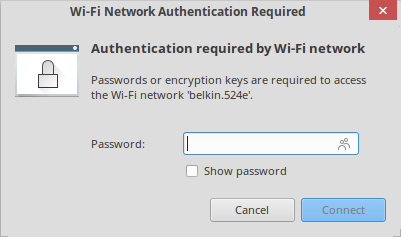 Wi-Fi Network Authentication Required
Authentication required by Wi-Fi network
Passwords or encryption keys are required to access
the Wi-Fi network 'belkin.524e'.
Password:
Show password
Cancel
Connect